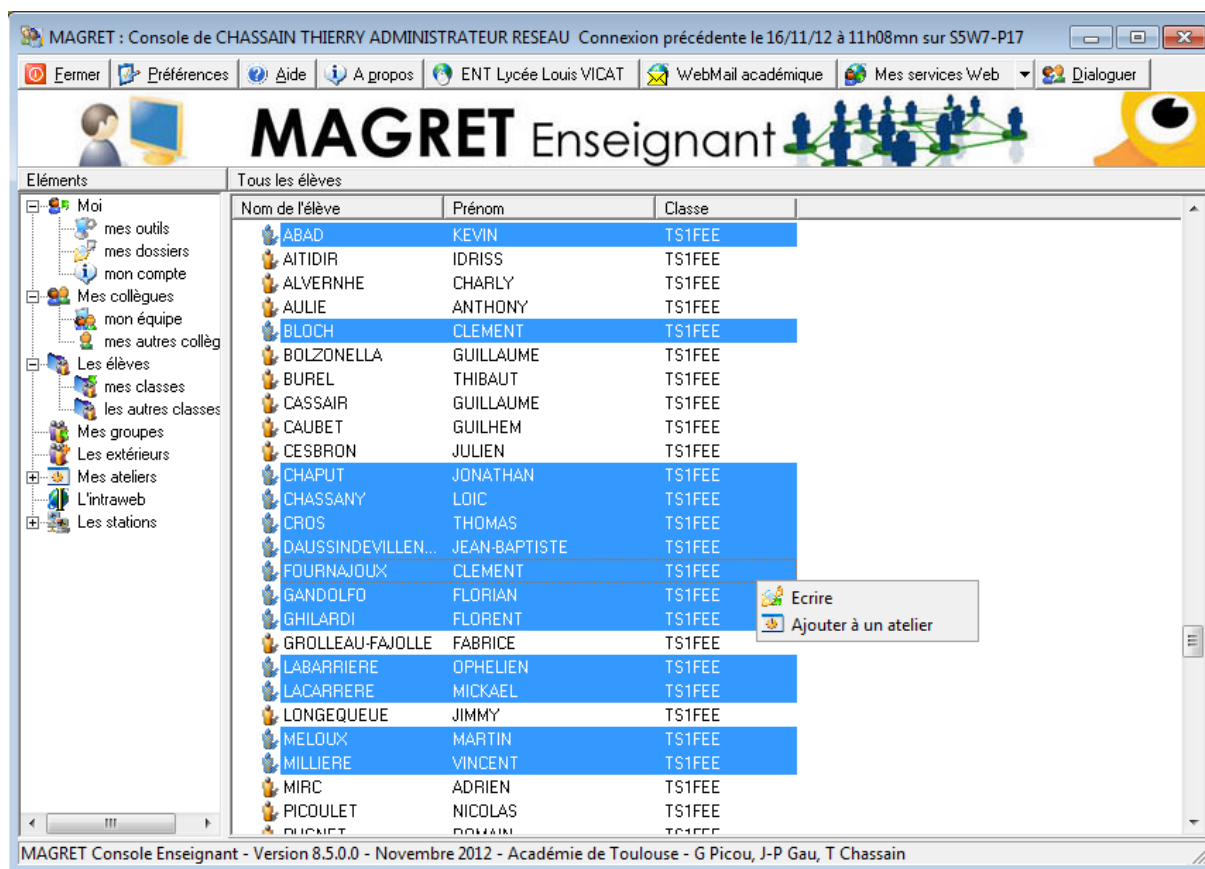 MAGRET : Console de CHASSAIN THIERRY ADMINISTRATEUR RESEAU Connexion précédente le 16/11/12 à 11h08mn sur S5W7-P17
Fermer Préférences Aide A propos ENT Lycée Louis VICAT WebMail académique Mes services Web Dialoguer
MAGRET Enseignant
Eléments
Moi
mes outils
mes dossiers
mon compte
Mes collègues
mon équipe
mes autres collèg
Les élèves
mes classes
les autres classes
Mes groupes
Les extérieurs
Mes ateliers
L'intraweb
Les stations
Tous les élèves
Nom de l'élève Prénom Classe
ABAD KEVIN TS1FEE
AITIDIR IDRISS TS1FEE
ALVERNHE CHARLY TS1FEE
AULIE ANTHONY TS1FEE
BLOCH CLEMENT TS1FEE
BOLZONELLA GUILLAUME TS1FEE
BUREL THIBAUT TS1FEE
CASSAIR GUILLAUME TS1FEE
CAUBET GUILHEM TS1FEE
CESBRON JULIEN TS1FEE
CHAPUT JONATHAN TS1FEE
CHASSANY LOIC TS1FEE
CROS THOMAS TS1FEE
DAUSSINDEVILLEN... JEAN-BAPTISTE TS1FEE
FOURNAJOUX CLEMENT TS1FEE
GANDOLFO FLORIAN TS1FEE
GHILARDI FLORENT TS1FEE
GROLLEAU-FAJOLLE FABRICE TS1FEE
LABARRIERE OPHELIEN TS1FEE
LACARRERE MICKAEL TS1FEE
LONGEQUEUE JIMMY TS1FEE
MELOUX MARTIN TS1FEE
MILLIERE VINCENT TS1FEE
MIRC ADRIEN TS1FEE
PICOULET NICOLAS TS1FEE
Ecrire
Ajouter à un atelier
MAGRET Console Enseignant - Version 8.5.0.0 - Novembre 2012 - Académie de Toulouse - G Picou, J-P Gau, T Chassain